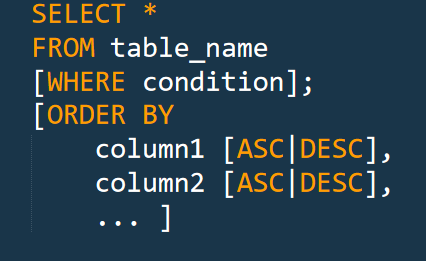 SELECT *
FROM table_name
[WHERE condition];
[ORDER BY
column1 [ASC|DESC],
column2 [ASC|DESC],
... ]